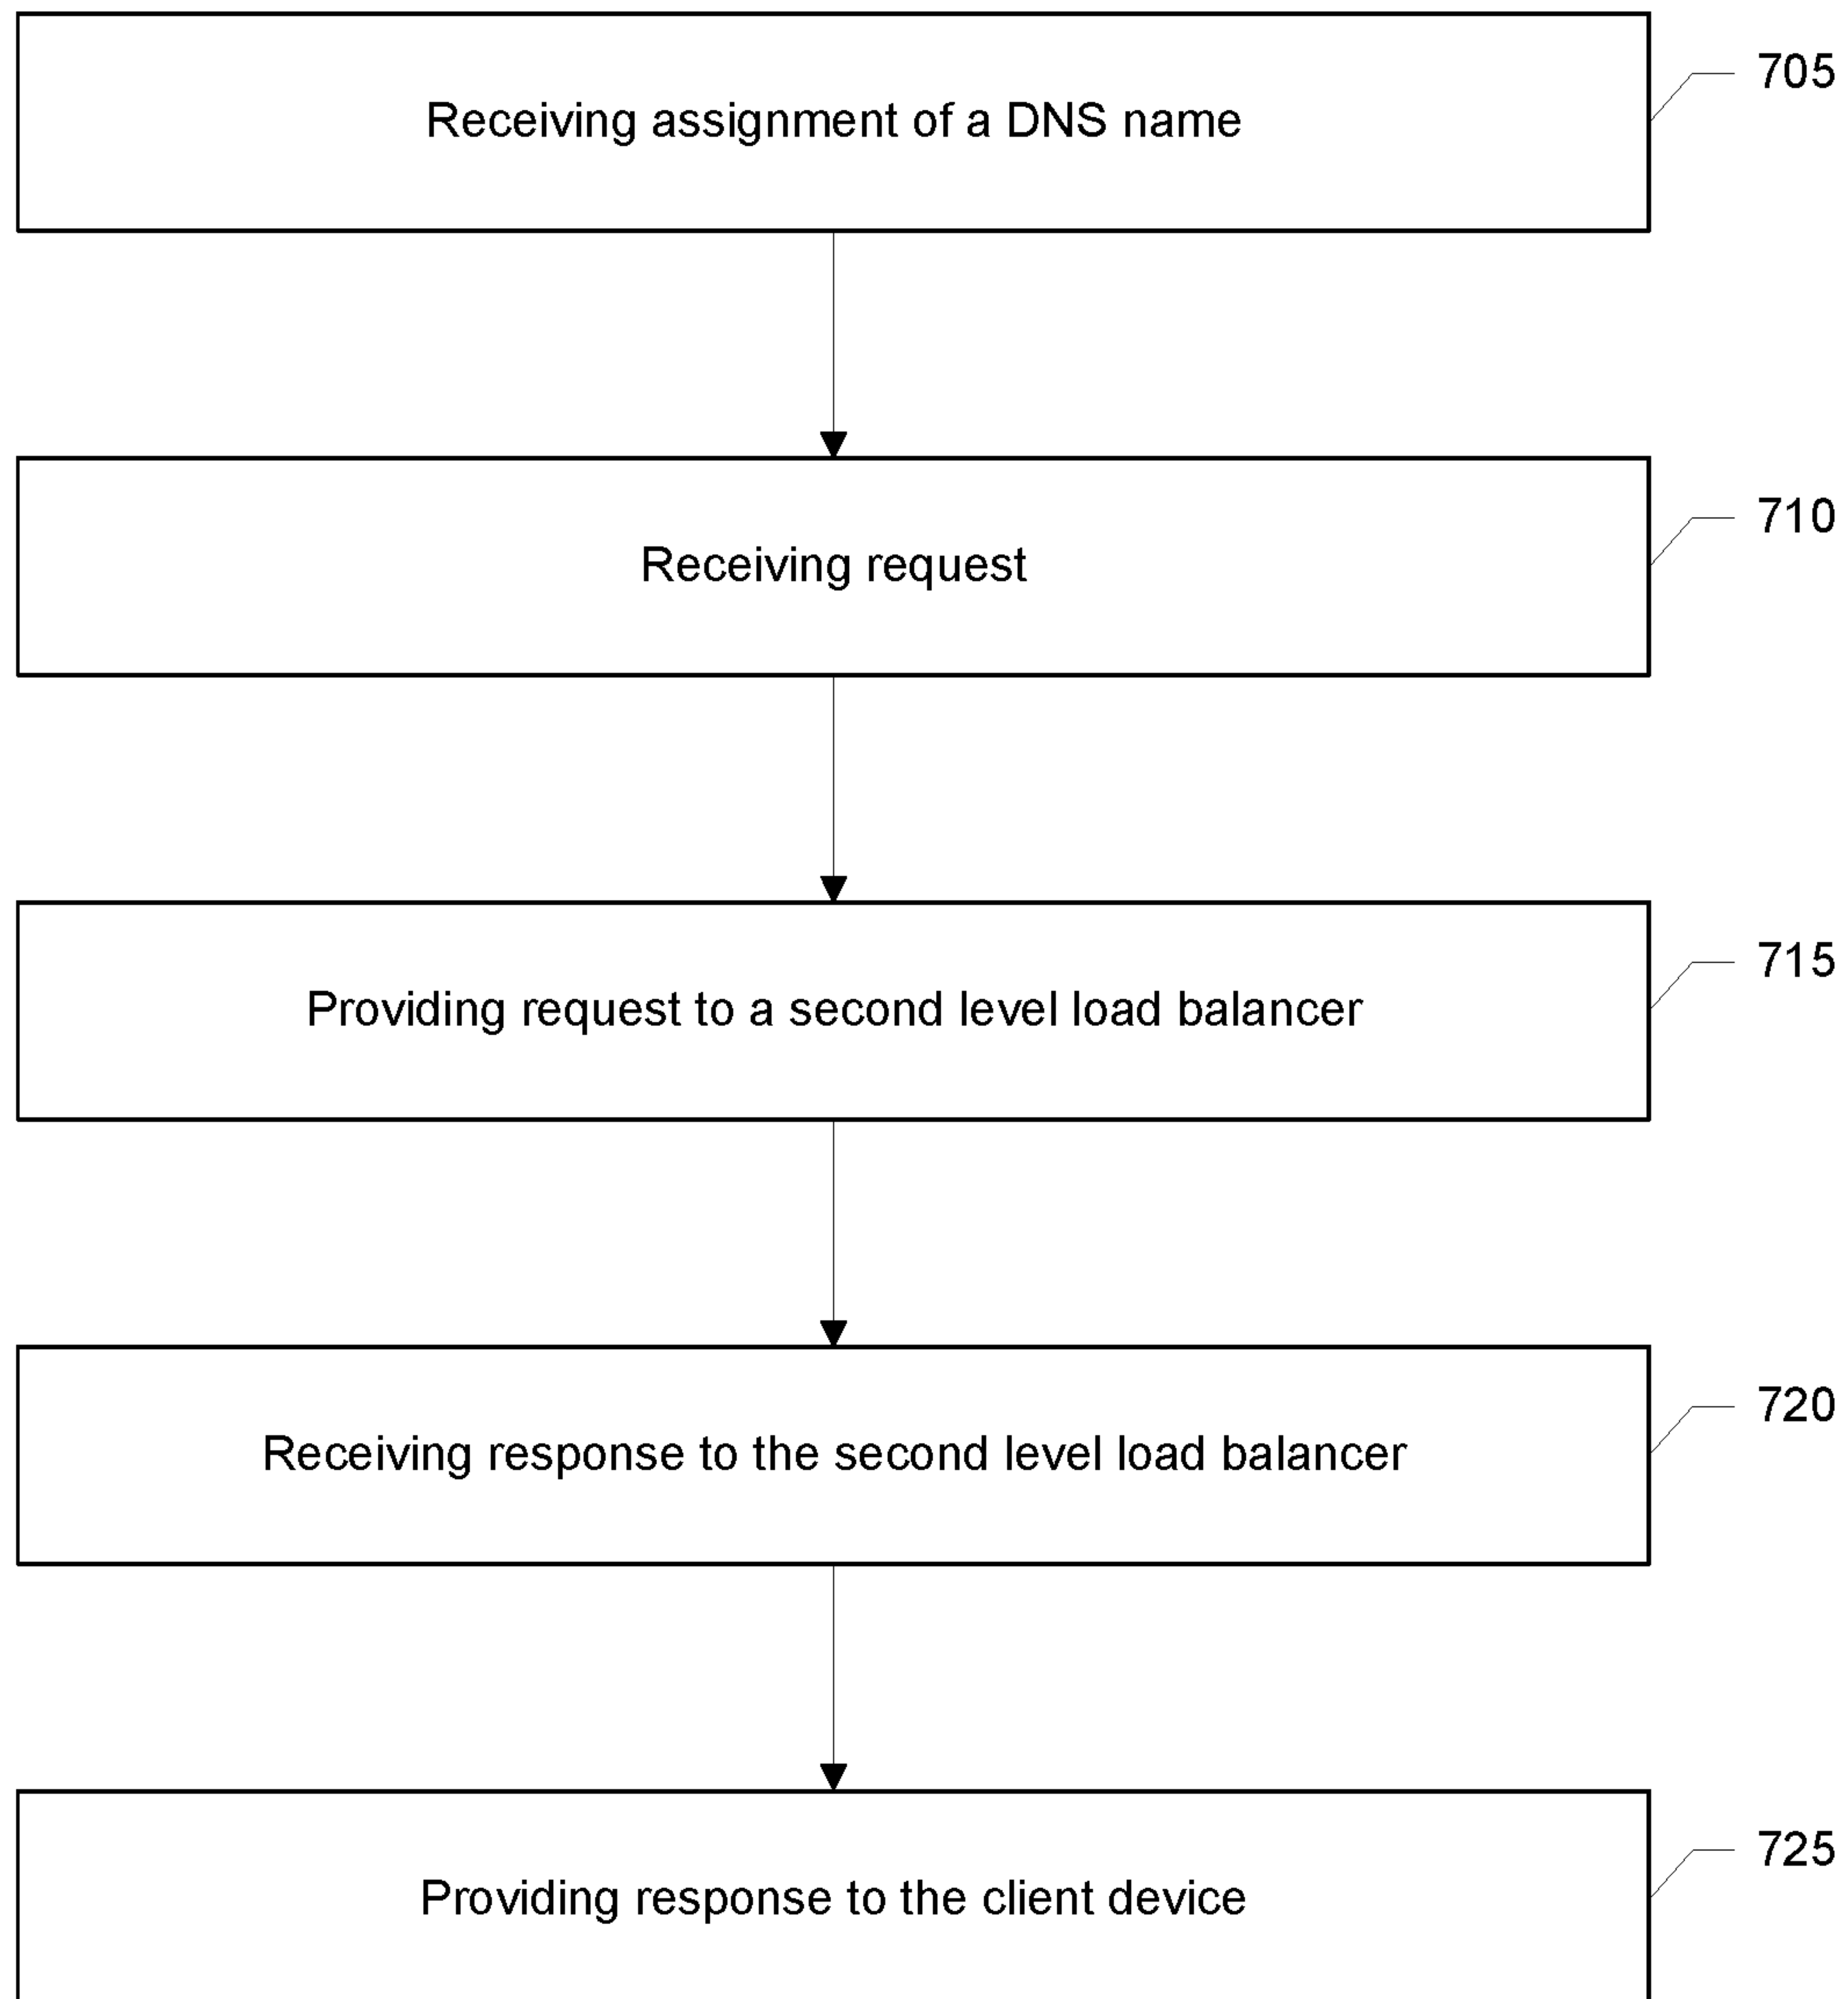 Receiving assignment of a DNS name
705
Receiving request
710
Providing request to a second level load balancer
715
Receiving response to the second level load balancer
720
Providing response to the client device
725